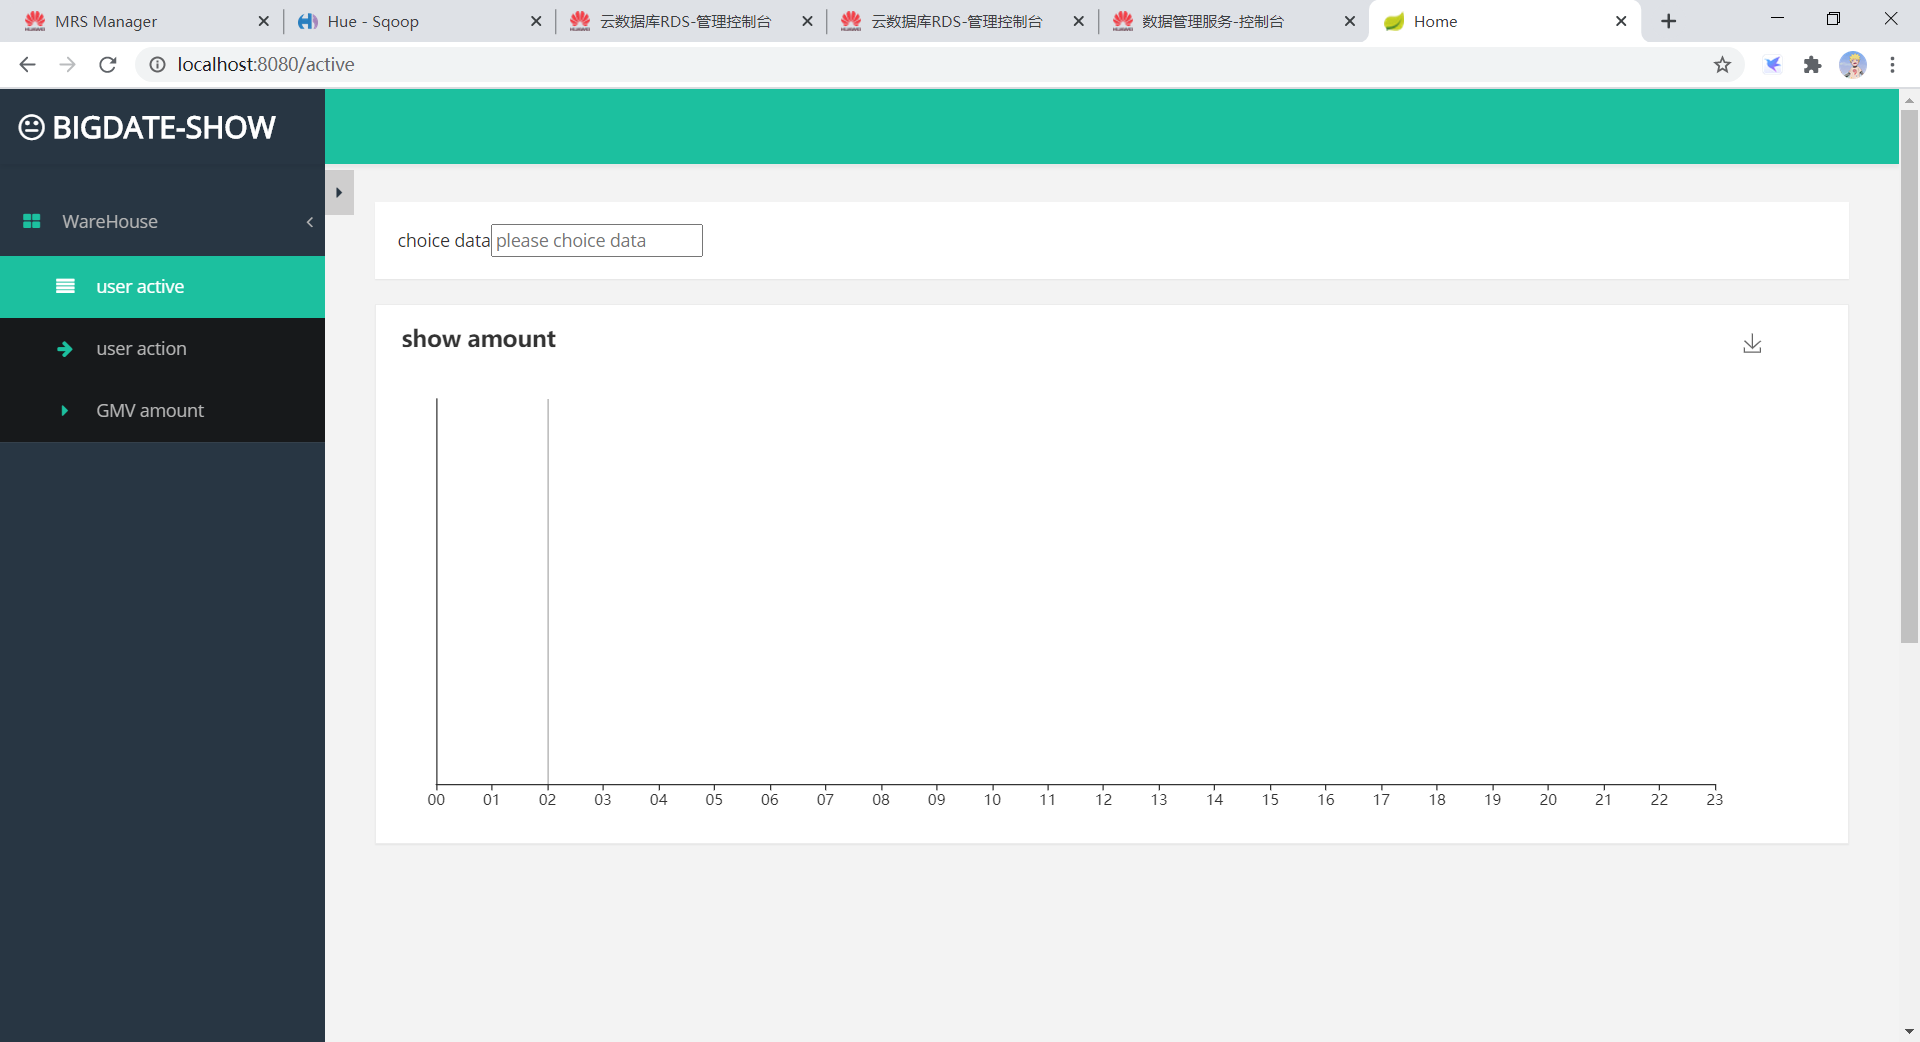 MRS Manager
Hue - Sqoop
云数据库RDS-管理控制台
云数据库RDS-管理控制台
数据管理服务-控制台
Home
localhost:8080/active
BIGDATE-SHOW
WareHouse
user active
user action
GMV amount
choice data please choice data
show amount
00 01 02 03 04 05 06 07 08 09 10 11 12 13 14 15 16 17 18 19 20 21 22 23